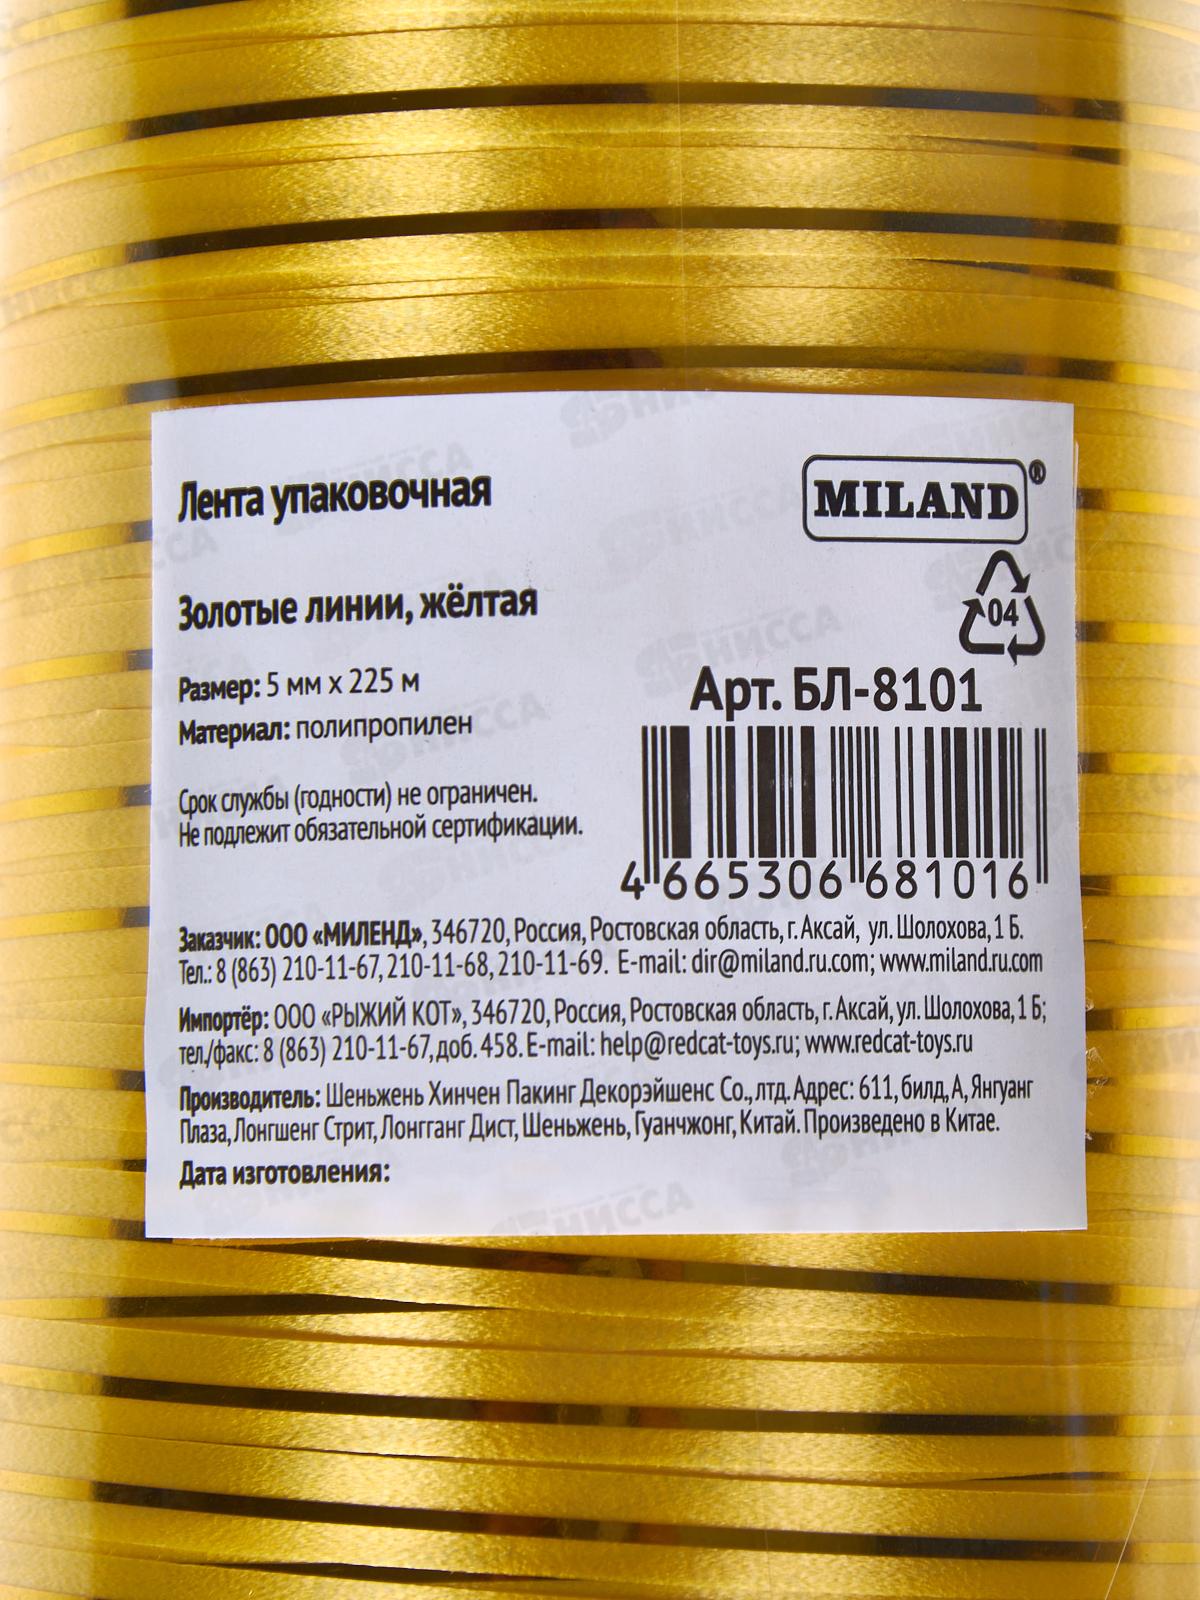 Лента упаковочная
MILAND®
Золотые линии, жёлтая
04
Размер: 5 мм х 225 м
Материал: полипропилен
Арт. БЛ-8101
Срок службы (годности) не ограничен.
Не подлежит обязательной сертификации.
4 665306 681016
Заказчик: ООО «МИЛЕНД», 346720, Россия, Ростовская область, г. Аксай, ул. Шолохова, 1 Б.
Тел.: 8 (863) 210-11-67, 210-11-68, 210-11-69. E-mail: dir@miland.ru.com; www.miland.ru.com
Импортёр: ООО «РЫЖИЙ КОТ», 346720, Россия, Ростовская область, г. Аксай, ул. Шолохова, 1 Б;
тел./факс: 8 (863) 210-11-67, доб. 458. E-mail: help@redcat-toys.ru; www.redcat-toys.ru
Производитель: Шеньжень Хинчен Пакинг Декорэйшенс Со., лтд. Адрес: 611, билд, А, Янгуанг
Плаза, Лонгшенг Стрит, Лонгганг Дист, Шеньжень, Гуанчжонг, Китай. Произведено в Китае.
Дата изготовления: